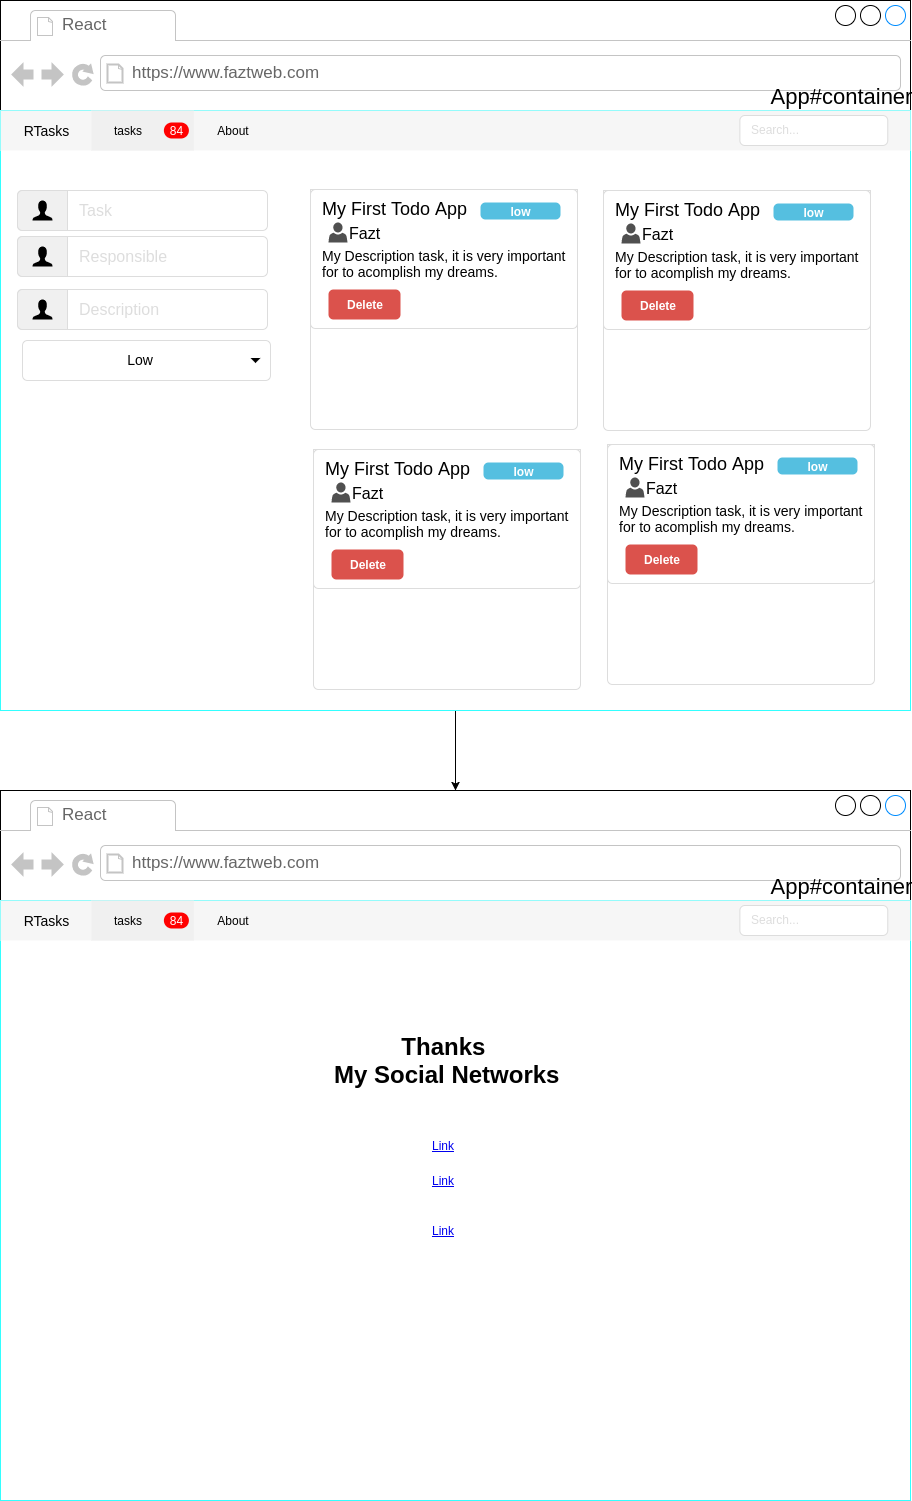 React
https://www.faztweb.com
App#container
RTasks tasks 84 About Search...
Task
Responsible
Description
Low
My First Todo App low
Fazt
My Description task, it is very important
for to acomplish my dreams.
Delete
My First Todo App low
Fazt
My Description task, it is very important
for to acomplish my dreams.
Delete
My First Todo App low
Fazt
My Description task, it is very important
for to acomplish my dreams.
Delete
My First Todo App low
Fazt
My Description task, it is very important
for to acomplish my dreams.
Delete
React
https://www.faztweb.com
App#container
RTasks tasks 84 About Search...
Thanks
My Social Networks
Link
Link
Link